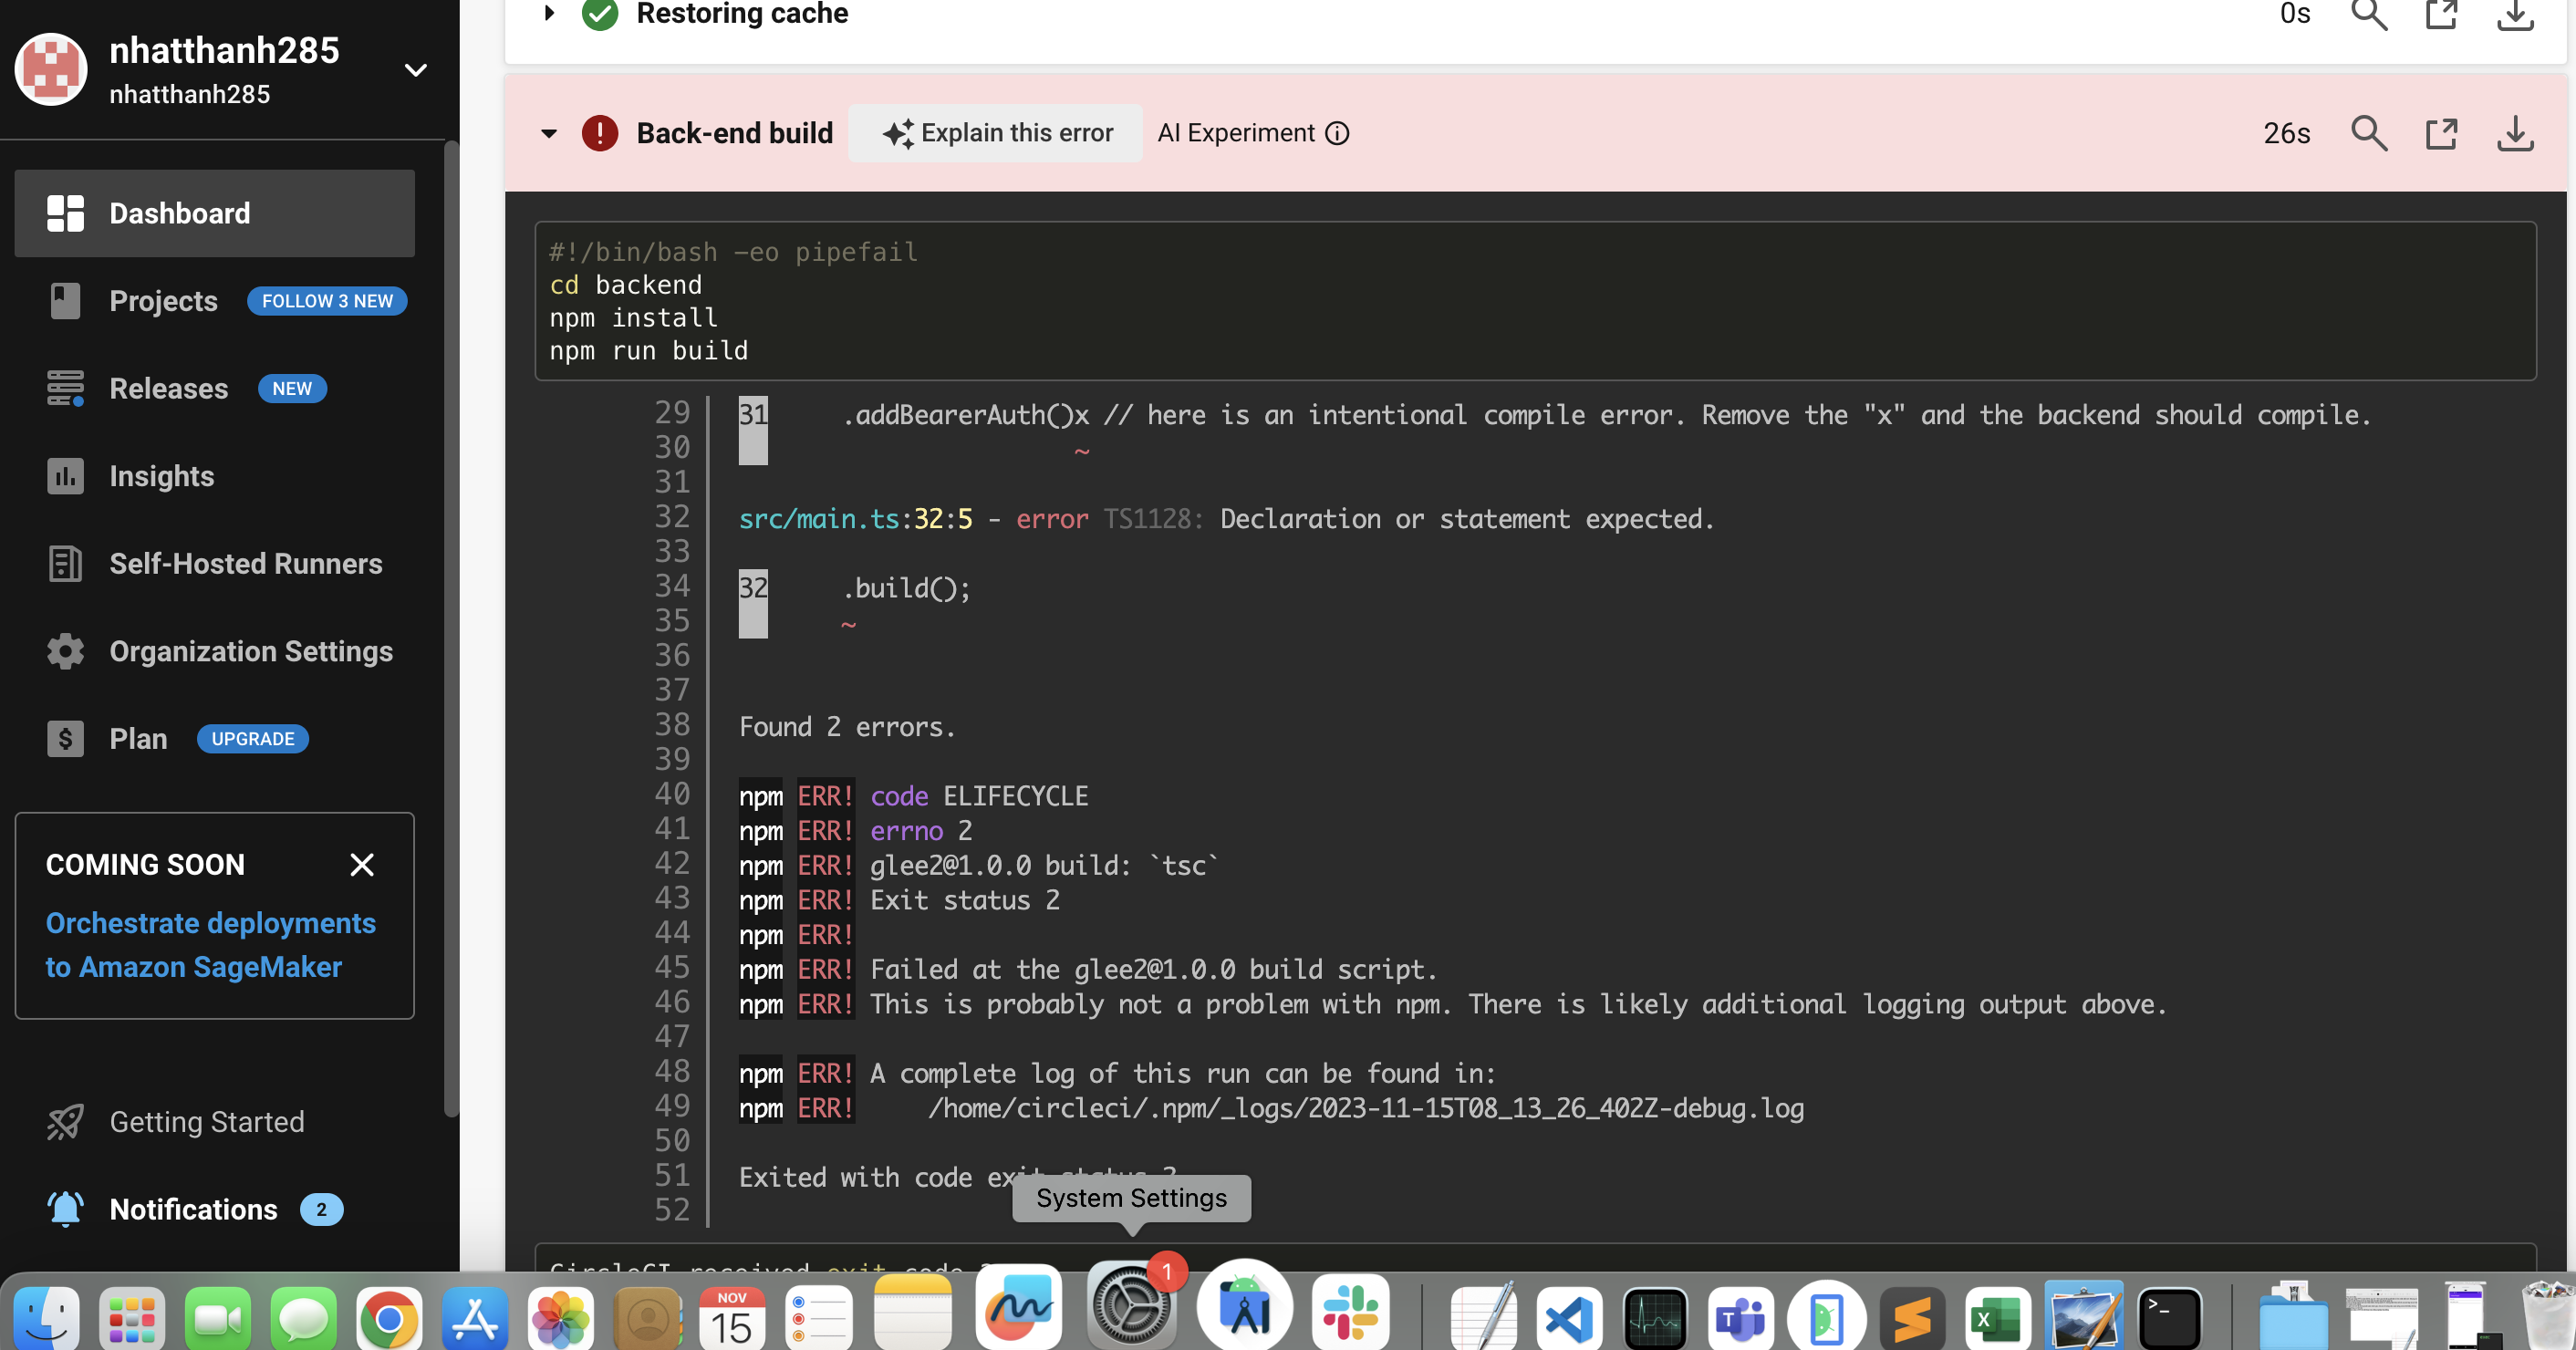 nhatthanh285
nhatthanh285
Dashboard
Projects FOLLOW 3 NEW
Releases NEW
Insights
Self-Hosted Runners
Organization Settings
Plan UPGRADE
COMING SOON
Orchestrate deployments
to Amazon SageMaker
Getting Started
Notifications 2
Restoring cache 0s
Back-end build Explain this error AI Experiment 26s
#!/bin/bash -eo pipefail
cd backend
npm install
npm run build
29 31 .addBearerAuth()x // here is an intentional compile error. Remove the "x" and the backend should compile.
30 ~
31
32 src/main.ts:32:5 - error TS1128: Declaration or statement expected.
33
34 32 .build();
35 ~
36
37
38 Found 2 errors.
39
40 npm ERR! code ELIFECYCLE
41 npm ERR! errno 2
42 npm ERR! glee2@1.0.0 build: `tsc`
43 npm ERR! Exit status 2
44 npm ERR!
45 npm ERR! Failed at the glee2@1.0.0 build script.
46 npm ERR! This is probably not a problem with npm. There is likely additional logging output above.
47
48 npm ERR! A complete log of this run can be found in:
49 npm ERR! /home/circleci/.npm/_logs/2023-11-15T08_13_26_402Z-debug.log
50
51 Exited with code exit status 2
52
System Settings
CircleCI received exit code
1
NOV
15